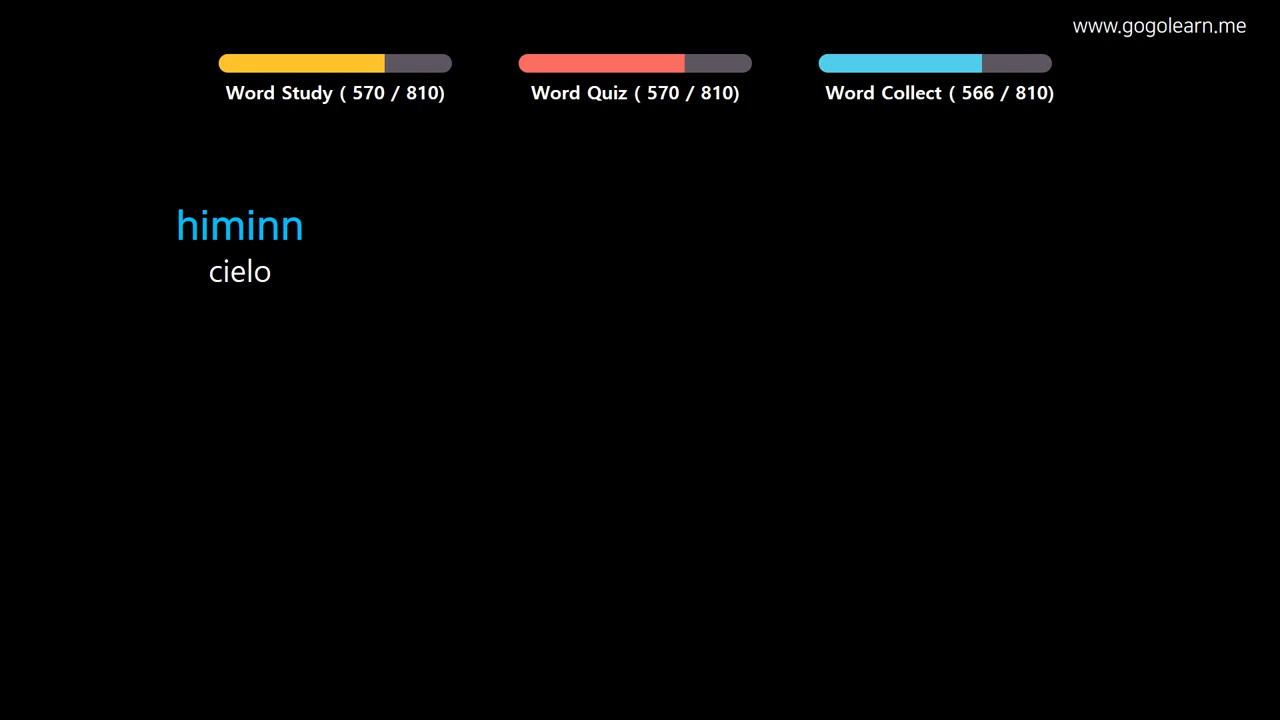 www.gogolearn.me
Word Study ( 570 / 810)
Word Quiz ( 570 / 810)
Word Collect ( 566 / 810)
himinn
cielo